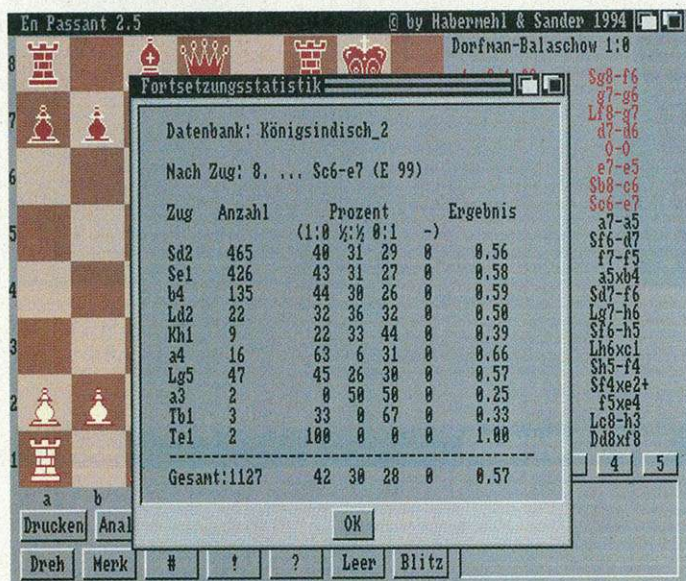 En Passant 2.5 © by Habermehl & Sander 1994
Dorfman-Balaschow 1:0
Fortsetzungsstatistik
Datenbank: Königsindisch_2
Nach Zug: 8. ... Sc6-e7 (E 99)
Zug Anzahl Prozent Ergebnis
(1:0 ½:½ 0:1 -)
Sd2 465 40 31 29 0 0.56
Se1 426 43 31 27 0 0.58
b4 135 44 30 26 0 0.59
Ld2 22 32 36 32 0 0.50
Kh1 9 22 33 44 0 0.39
a4 16 63 6 31 0 0.66
Lg5 47 45 26 30 0 0.57
a3 2 0 50 50 0 0.25
Tb1 3 33 0 67 0 0.33
Te1 2 100 0 0 0 1.00
Gesamt:1127 42 30 28 0 0.57
OK
Sg8-f6
g7-g6
Lf8-g7
d7-d6
0-0
e7-e5
Sb8-c6
Sc6-e7
a7-a5
Sf6-d7
f7-f5
a5xb4
Sd7-f6
Lg7-h6
Sf6-h5
Lh6xc1
Sh5-f4
Sf4xe2+
f5xe4
Lc8-h3
Dd8xf8
4 5
8
7
6
5
4
3
2
1
a b
Drucken Anal
Dreh Merk # ! ? Leer Blitz